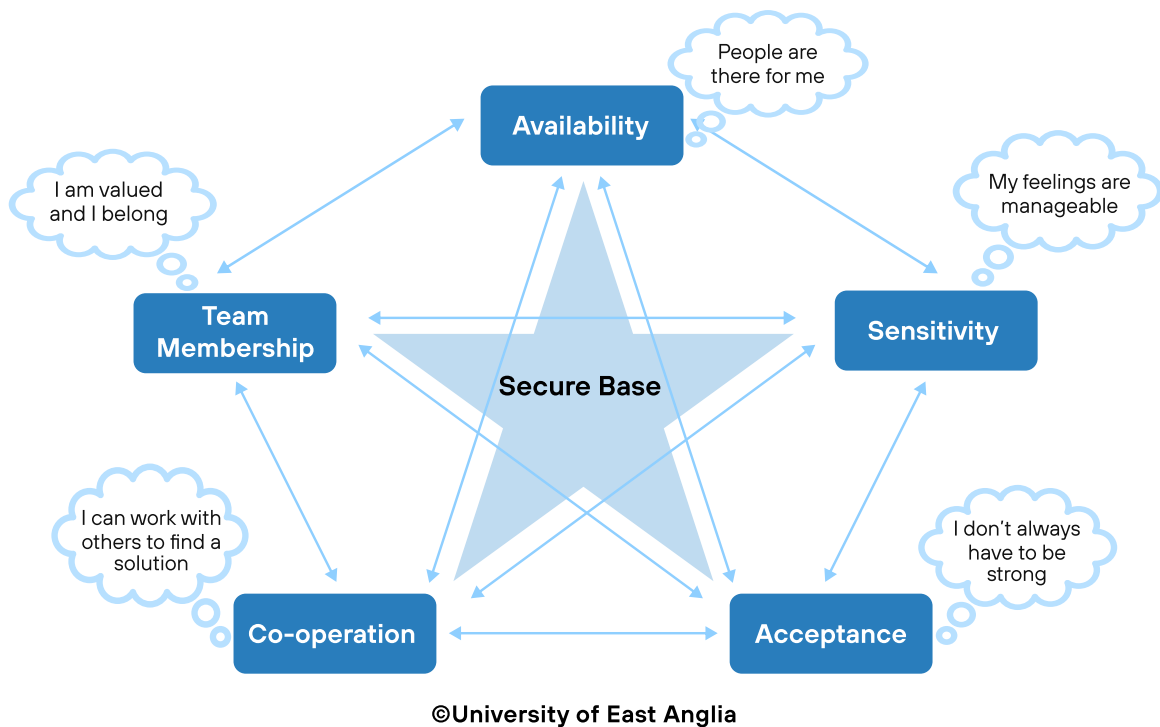 People are
there for me
Availability
My feelings are
manageable
I am valued
and I belong
Team
Membership
Sensitivity
Secure Base
I can work with
others to find a
solution
I don’t always
have to be
strong
Co-operation
Acceptance
©University of East Anglia